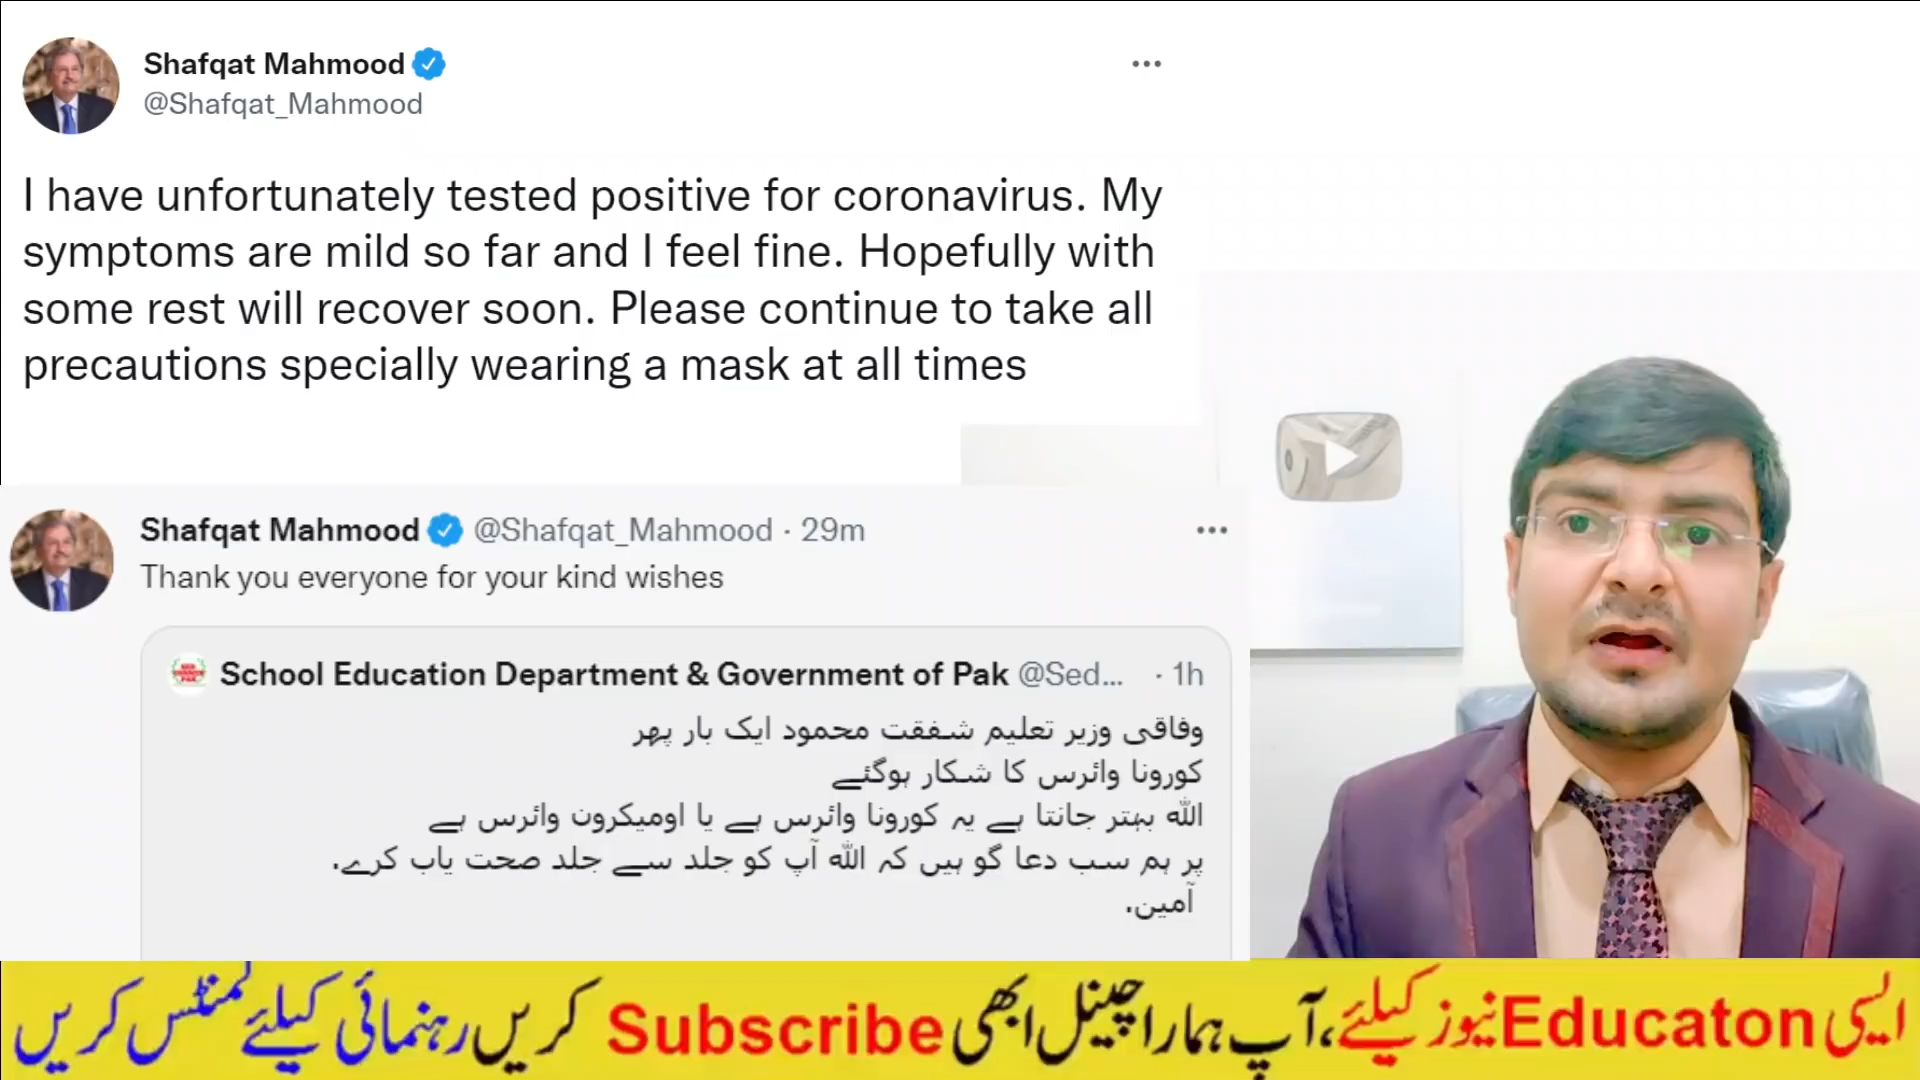 Shafqat Mahmood
@Shafqat_Mahmood
I have unfortunately tested positive for coronavirus. My
symptoms are mild so far and I feel fine. Hopefully with
some rest will recover soon. Please continue to take all
precautions specially wearing a mask at all times
Shafqat Mahmood @Shafqat_Mahmood · 29m
Thank you everyone for your kind wishes
School Education Department & Government of Pak @Sed... · 1h
وفاقی وزیر تعلیم شفقت محمود ایک بار پھر
کورونا وائرس کا شکار ہوگئے
اللہ بہتر جانتا ہے یہ کورونا وائرس ہے یا اومیکرون وائرس ہے
پر ہم سب دعا گو ہیں کہ اللہ آپ کو جلد سے جلد صحت یاب کرے.
آمین.
ایسی Educaton نیوز کیلئے، آپ ہمارا چینل ابھی Subscribe کریں رہنمائی کیلئے کمنٹس کریں